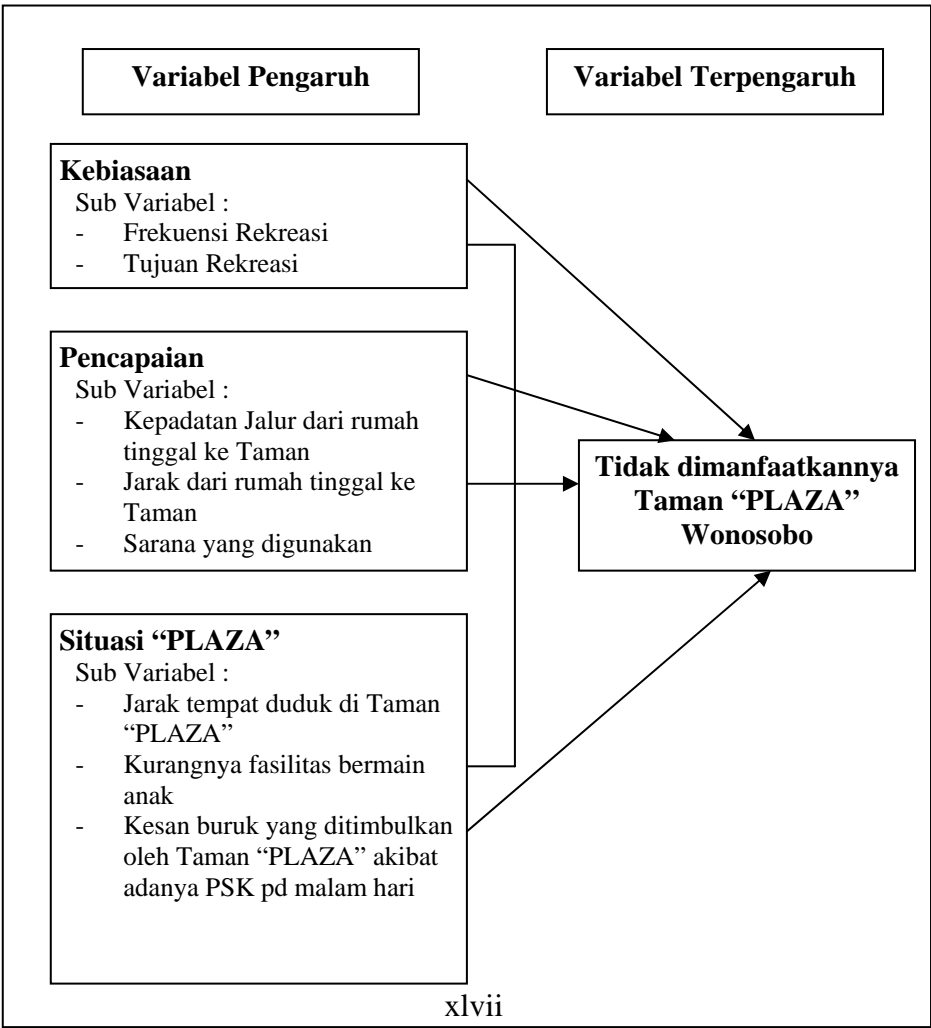 Variabel Pengaruh
Variabel Terpengaruh
Kebiasaan
Sub Variabel :
- Frekuensi Rekreasi
- Tujuan Rekreasi
Pencapaian
Sub Variabel :
- Kepadatan Jalur dari rumah
tinggal ke Taman
- Jarak dari rumah tinggal ke
Taman
- Sarana yang digunakan
Tidak dimanfaatkannya
Taman “PLAZA”
Wonosobo
Situasi “PLAZA”
Sub Variabel :
- Jarak tempat duduk di Taman
“PLAZA”
- Kurangnya fasilitas bermain
anak
- Kesan buruk yang ditimbulkan
oleh Taman “PLAZA” akibat
adanya PSK pd malam hari
xlvii